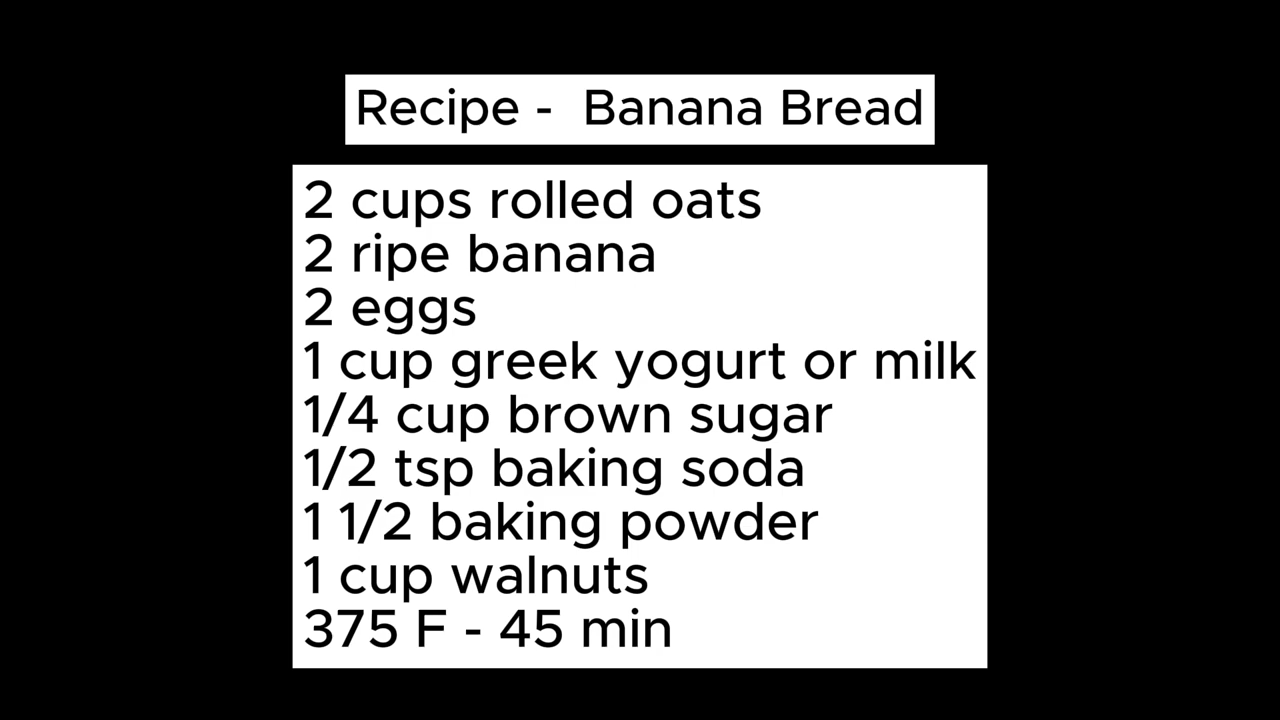 Recipe -  Banana Bread
2 cups rolled oats
2 ripe banana
2 eggs
1 cup greek yogurt or milk
1/4 cup brown sugar
1/2 tsp baking soda
1 1/2 baking powder
1 cup walnuts
375 F - 45 min